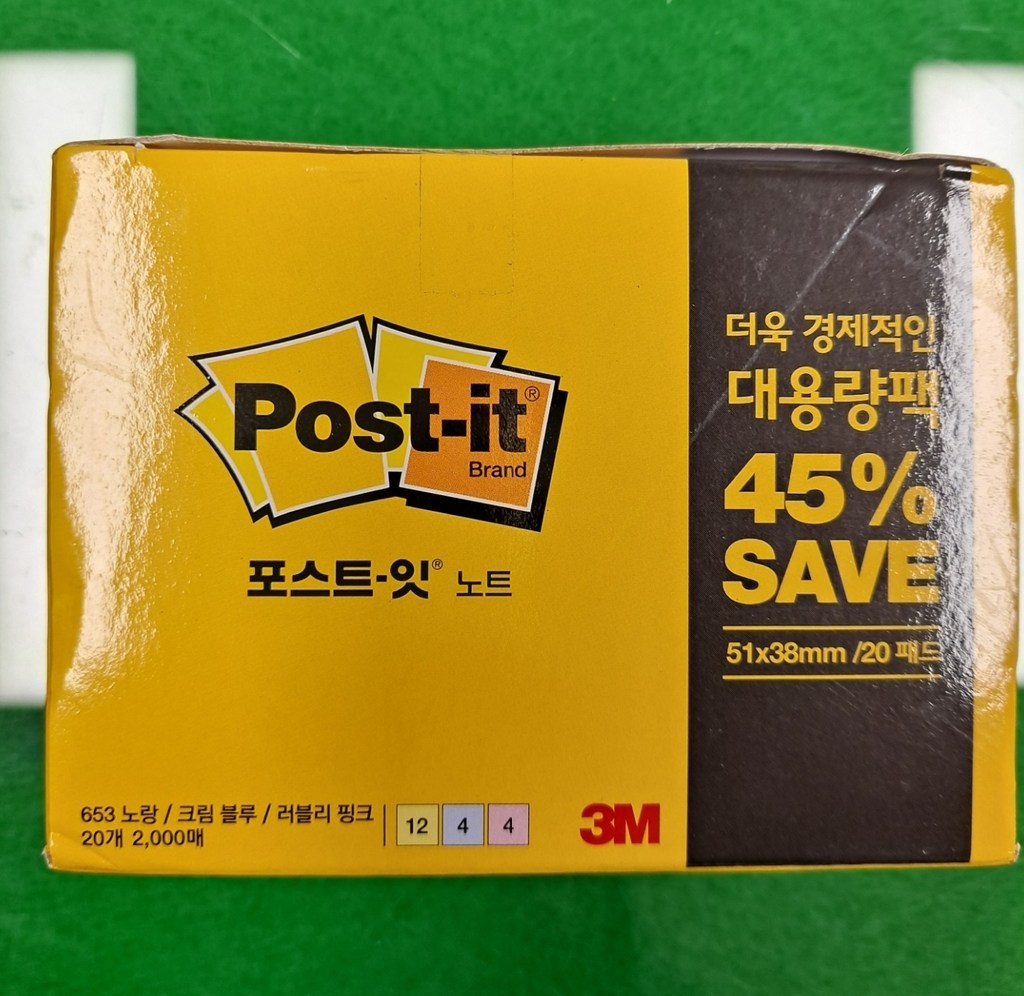 Post-it®
Brand
포스트-잇® 노트
더욱 경제적인
대용량팩
45%
SAVE
51x38mm /20 패드
653 노랑 / 크림 블루 / 러블리 핑크
20개 2,000매
12 4 4
3M